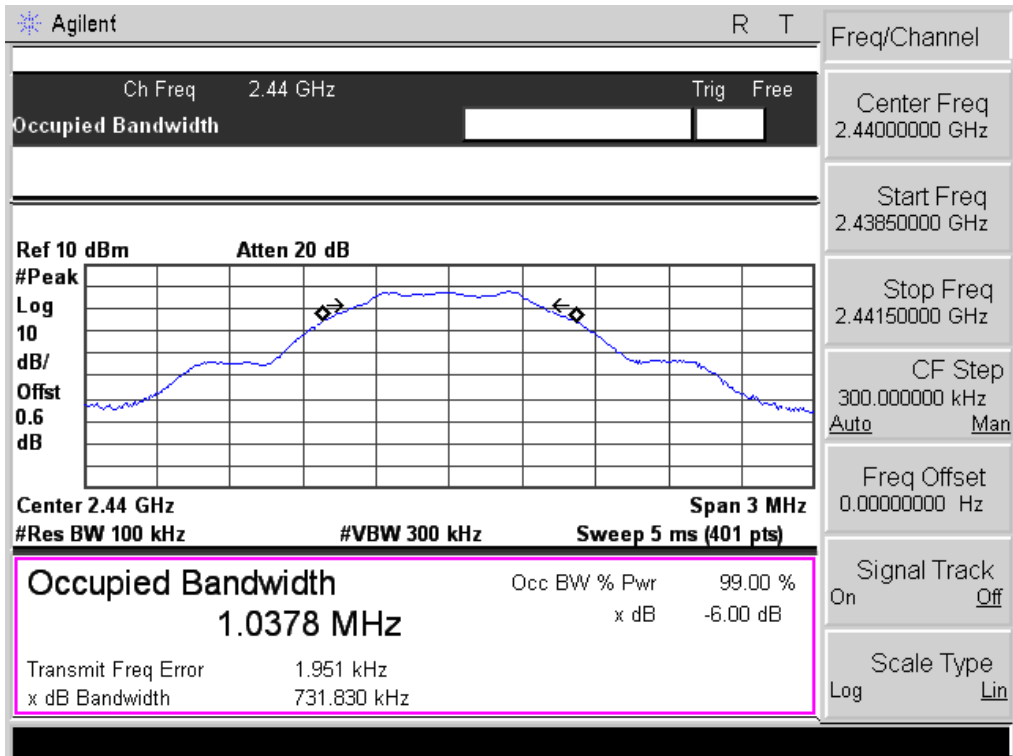 Agilent R T
Ch Freq 2.44 GHz Trig Free
Occupied Bandwidth
Ref 10 dBm Atten 20 dB
#Peak
Log
10
dB/
Offst
0.6
dB
Center 2.44 GHz Span 3 MHz
#Res BW 100 kHz #VBW 300 kHz Sweep 5 ms (401 pts)
Occupied Bandwidth Occ BW % Pwr 99.00 %
1.0378 MHz x dB -6.00 dB
Transmit Freq Error 1.951 kHz
x dB Bandwidth 731.830 kHz
Freq/Channel
Center Freq
2.44000000 GHz
Start Freq
2.43850000 GHz
Stop Freq
2.44150000 GHz
CF Step
300.000000 kHz
Auto Man
Freq Offset
0.00000000 Hz
Signal Track
On Off
Scale Type
Log Lin